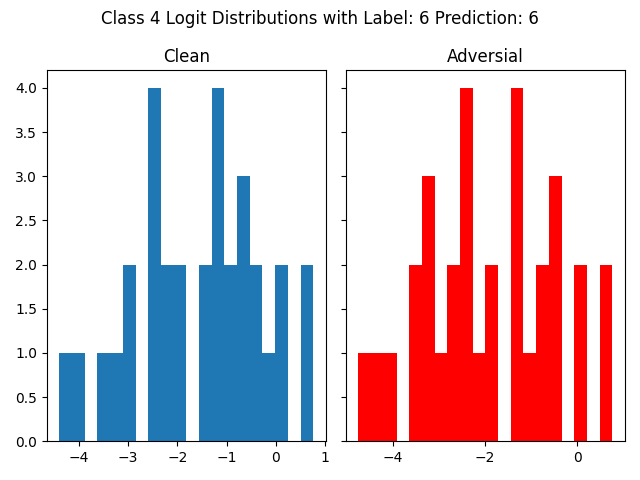 Class 4 Logit Distributions with Label: 6 Prediction: 6
Clean
Adversial
4.0
3.5
3.0
2.5
2.0
1.5
1.0
0.5
0.0
−4 −3 −2 −1 0 1
−4 −2 0